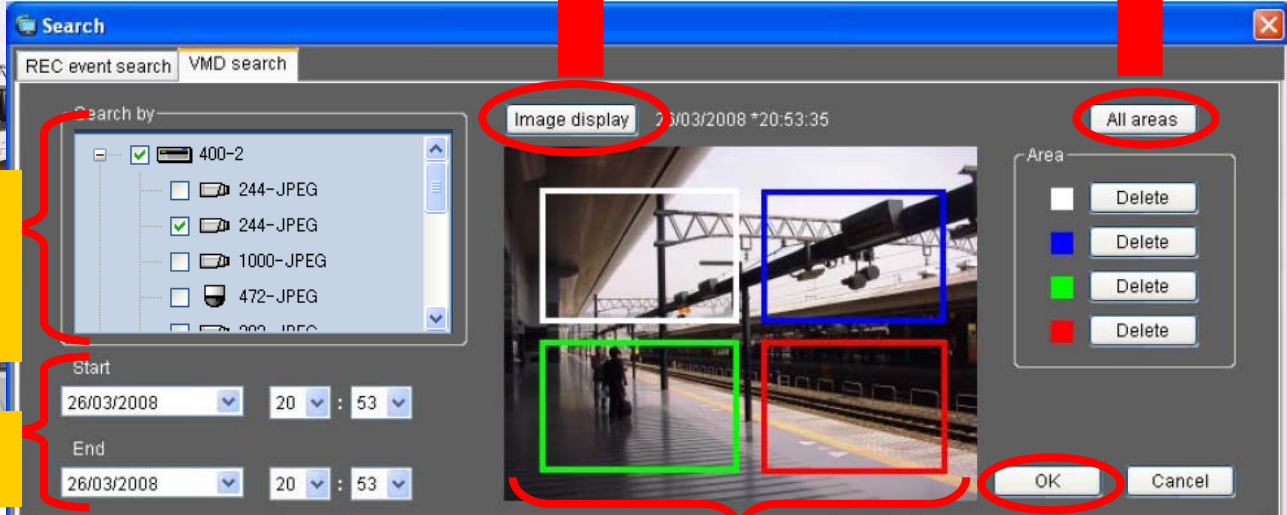 Search
REC event search VMD search
Search by
400-2
244-JPEG
244-JPEG
1000-JPEG
472-JPEG
Start
26/03/2008 20 : 53
End
26/03/2008 20 : 53
Image display 26/03/2008 *20:53:35
All areas
Area
Delete
Delete
Delete
Delete
OK Cancel